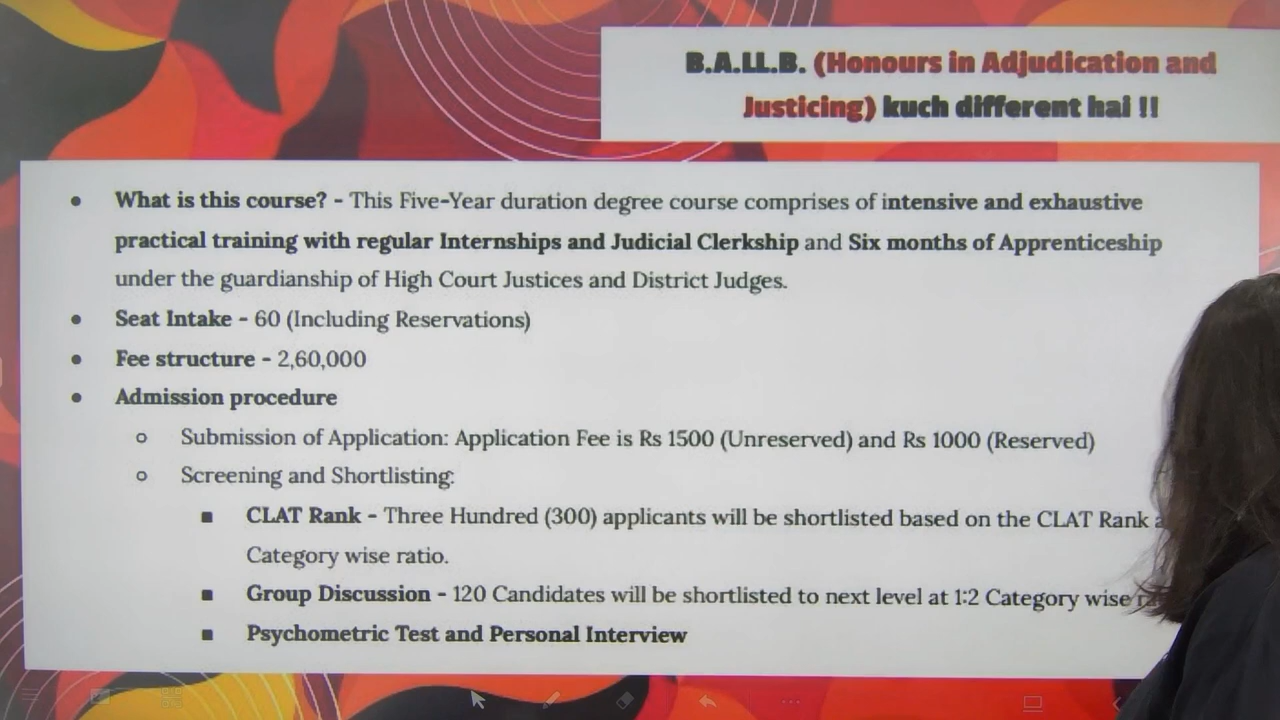 B.A.LL.B. (Honours in Adjudication and
Justicing) kuch different hai !!
• What is this course? - This Five-Year duration degree course comprises of intensive and exhaustive
practical training with regular Internships and Judicial Clerkship and Six months of Apprenticeship
under the guardianship of High Court Justices and District Judges.
• Seat Intake - 60 (Including Reservations)
• Fee structure - 2,60,000
• Admission procedure
○ Submission of Application: Application Fee is Rs 1500 (Unreserved) and Rs 1000 (Reserved)
○ Screening and Shortlisting:
■ CLAT Rank - Three Hundred (300) applicants will be shortlisted based on the CLAT Rank
Category wise ratio.
■ Group Discussion - 120 Candidates will be shortlisted to next level at 1:2 Category wise
■ Psychometric Test and Personal Interview